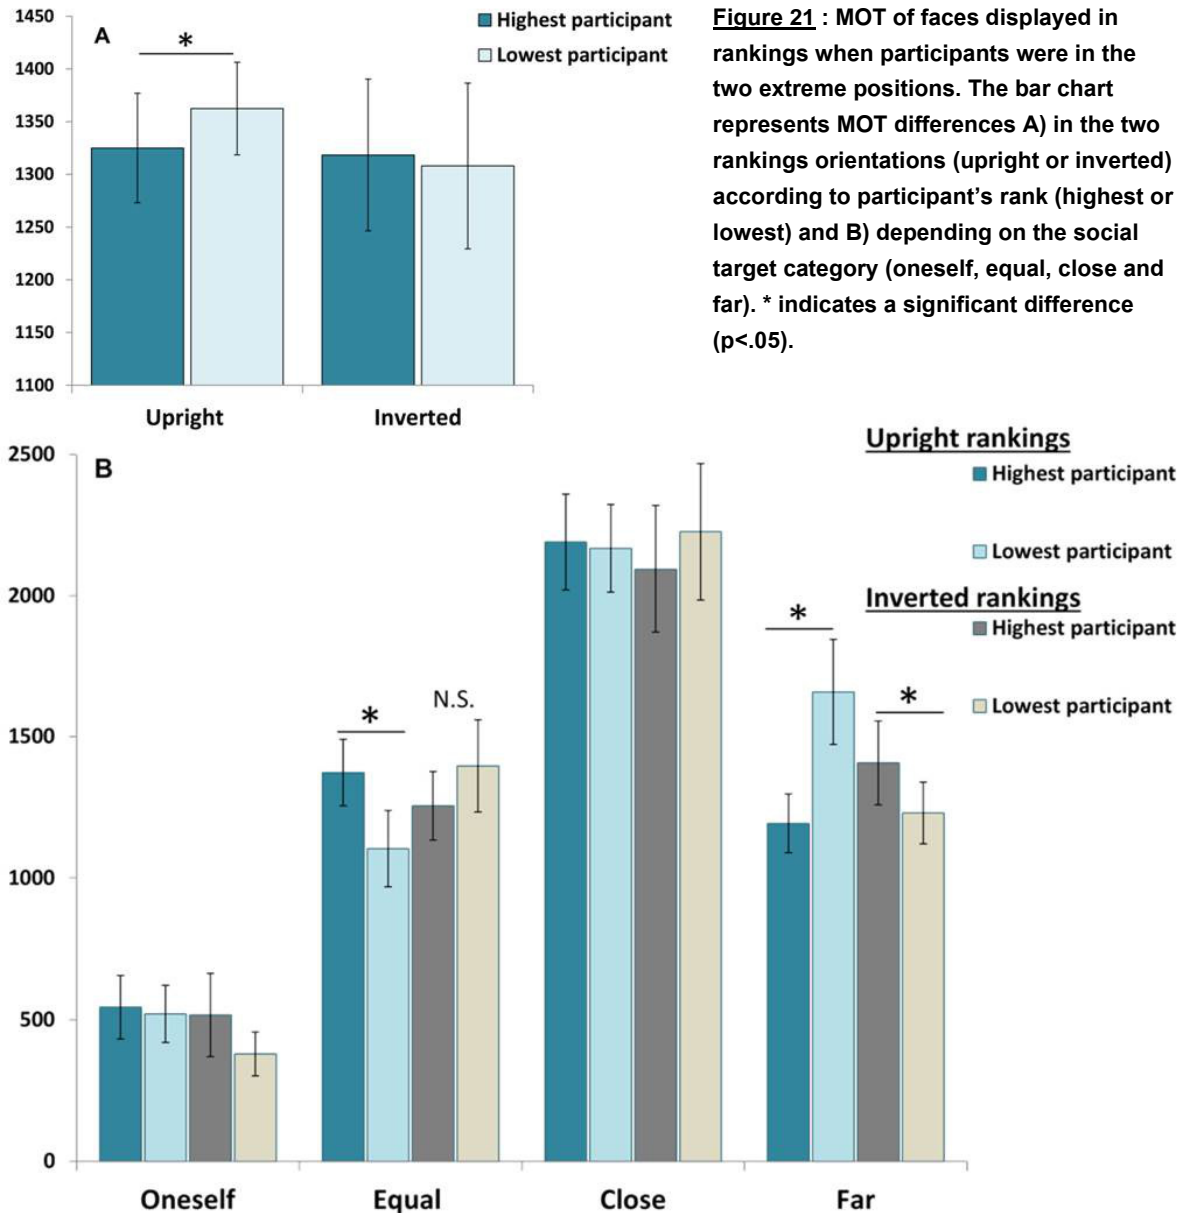 1450
1400
1350
1300
1250
1200
1150
1100
A
*
Highest participant
Lowest participant
Upright Inverted
Figure 21 : MOT of faces displayed in
rankings when participants were in the
two extreme positions. The bar chart
represents MOT differences A) in the two
rankings orientations (upright or inverted)
according to participant’s rank (highest or
lowest) and B) depending on the social
target category (oneself, equal, close and
far). * indicates a significant difference
(p<.05).
2500
2000
1500
1000
500
0
B
*
N.S.
*
*
Upright rankings
Highest participant
Lowest participant
Inverted rankings
Highest participant
Lowest participant
Oneself Equal Close Far